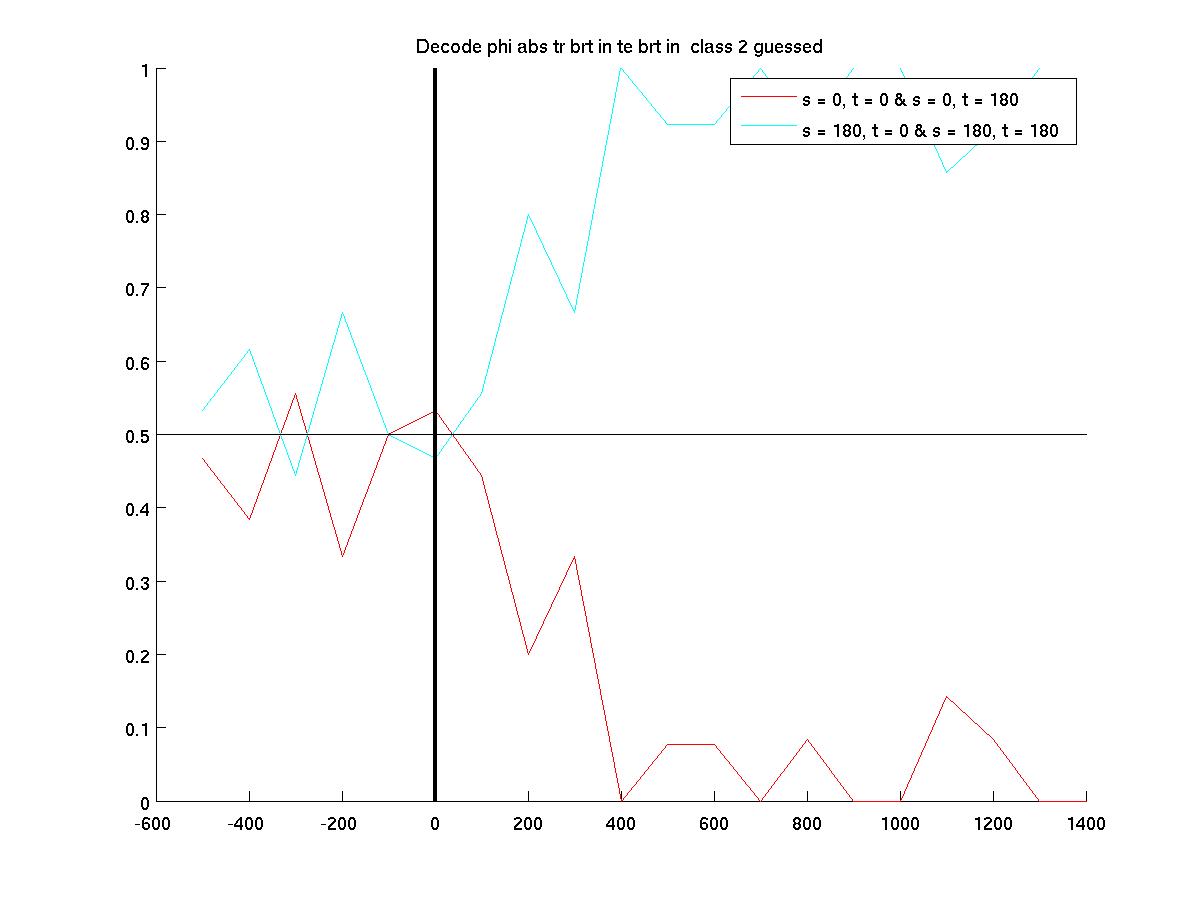 Decode phi abs tr brt in te brt in  class 2 guessed
s = 0, t = 0 & s = 0, t = 180
s = 180, t = 0 & s = 180, t = 180
1
0.9
0.8
0.7
0.6
0.5
0.4
0.3
0.2
0.1
0
-600 -400 -200 0 200 400 600 800 1000 1200 1400